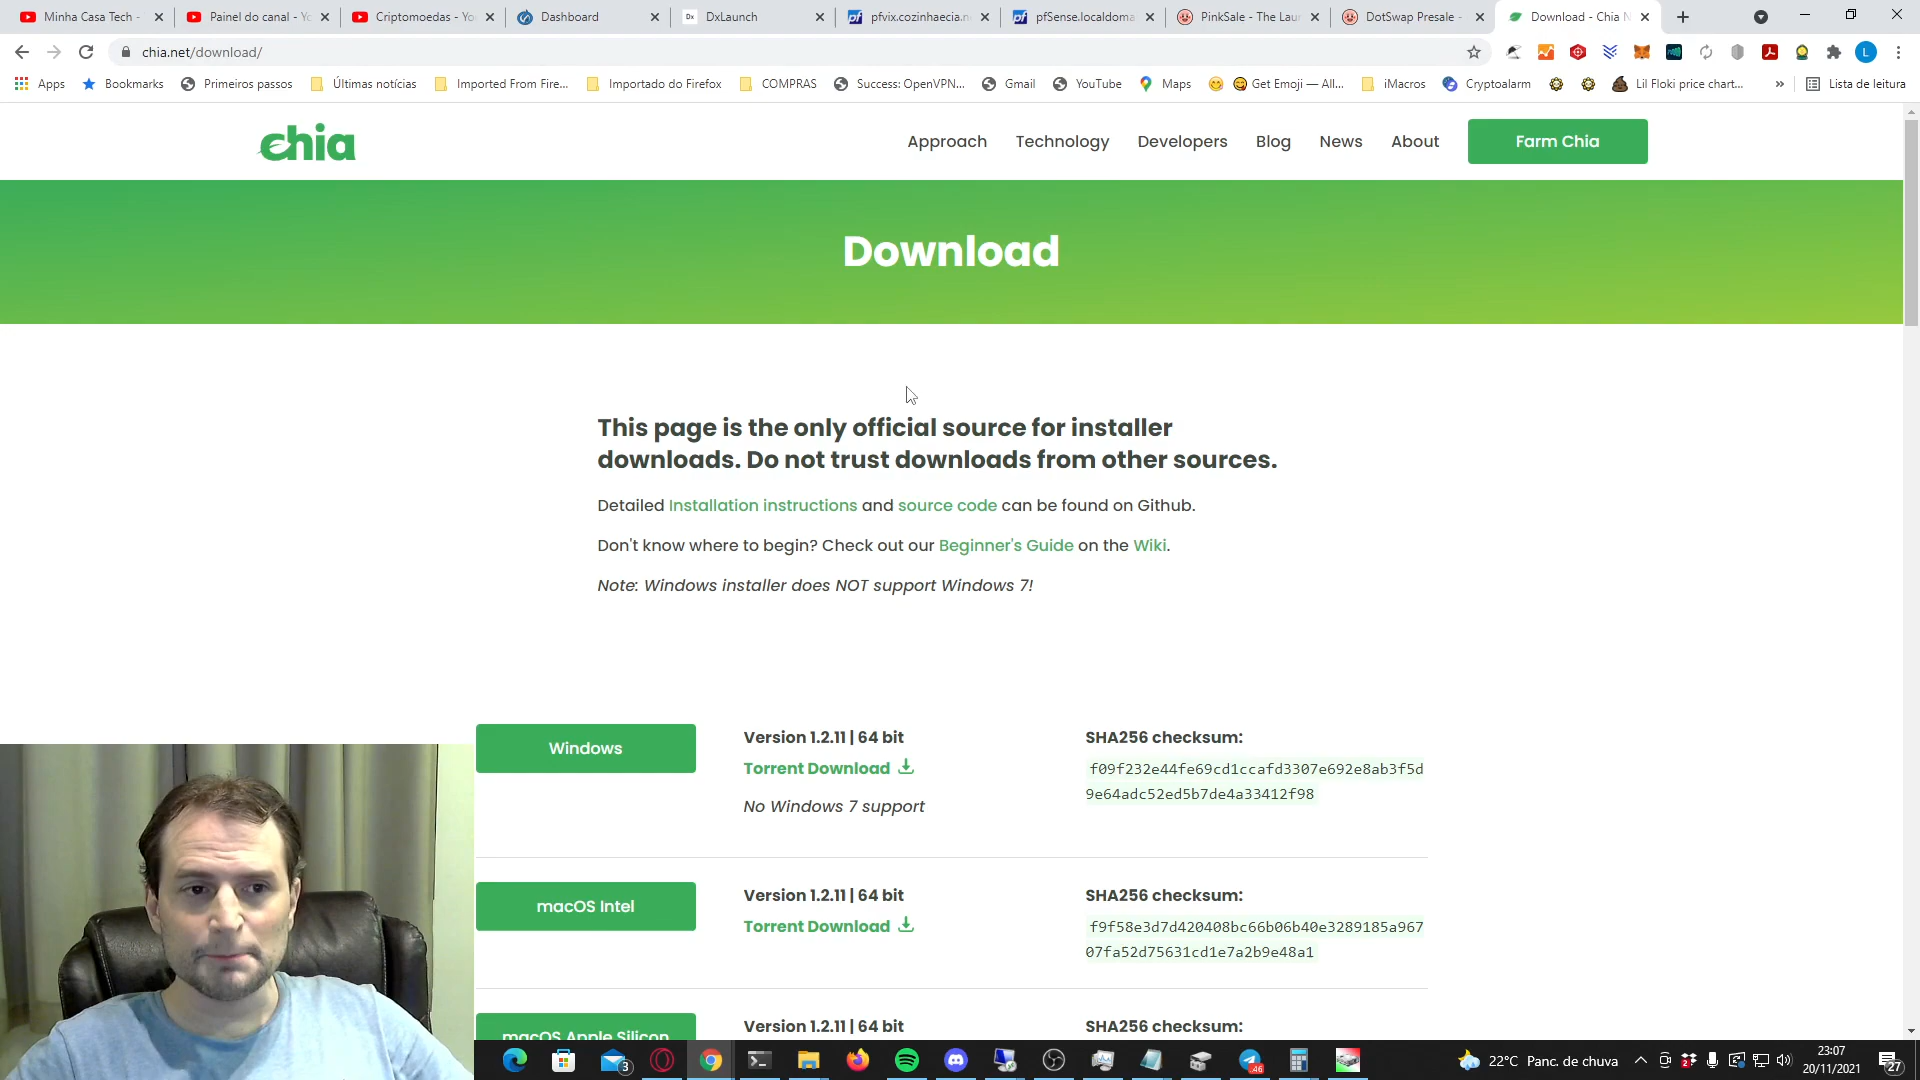 Minha Casa Tech -
Painel do canal - Yo
Criptomoedas - You
Dashboard
DxLaunch
pfvix.cozinhaecia.n
pfSense.localdoma
PinkSale - The Lau
DotSwap Presale -
Download - Chia N
chia.net/download/
Apps
Bookmarks
Primeiros passos
Últimas notícias
Imported From Fire...
Importado do Firefox
COMPRAS
Success: OpenVPN...
Gmail
YouTube
Maps
Get Emoji — All...
iMacros
Cryptoalarm
Lil Floki price chart...
»
Lista de leitura
chia
Approach
Technology
Developers
Blog
News
About
Farm Chia
Download
This page is the only official source for installer
downloads. Do not trust downloads from other sources.
Detailed Installation instructions and source code can be found on Github.
Don't know where to begin? Check out our Beginner's Guide on the Wiki.
Note: Windows installer does NOT support Windows 7!
Windows
Version 1.2.11 | 64 bit
Torrent Download
No Windows 7 support
SHA256 checksum:
f09f232e44fe69cd1ccafd3307e692e8ab3f5d
9e64adc52ed5b7de4a33412f98
macOS Intel
Version 1.2.11 | 64 bit
Torrent Download
SHA256 checksum:
f9f58e3d7d420408bc66b06b40e3289185a967
07fa52d75631cd1e7a2b9e48a1
macOS Apple Silicon
Version 1.2.11 | 64 bit
SHA256 checksum:
3
46
22°C Panc. de chuva
23:07
20/11/2021
27